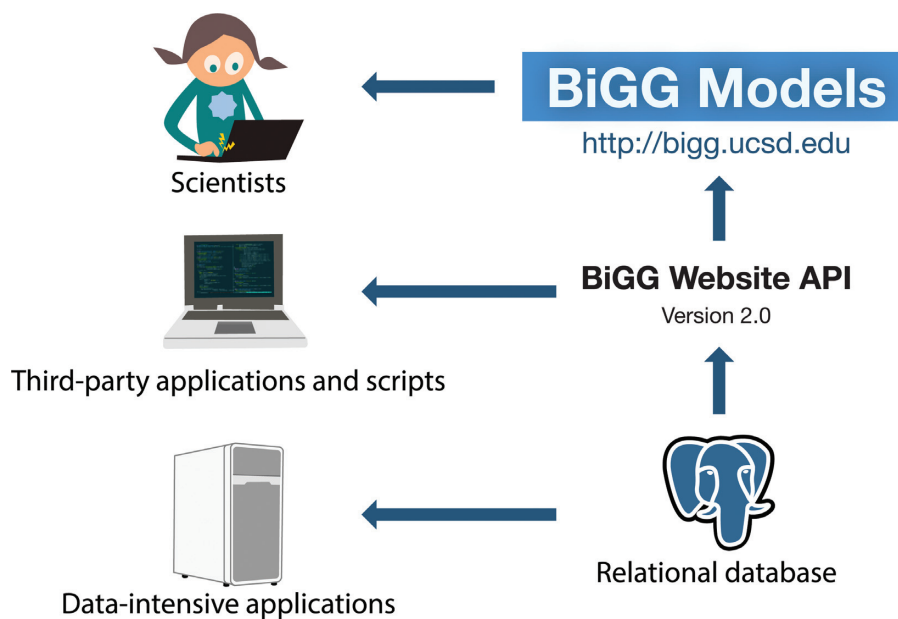 BiGG Models
http://bigg.ucsd.edu
Scientists
BiGG Website API
Version 2.0
Third-party applications and scripts
Relational database
Data-intensive applications